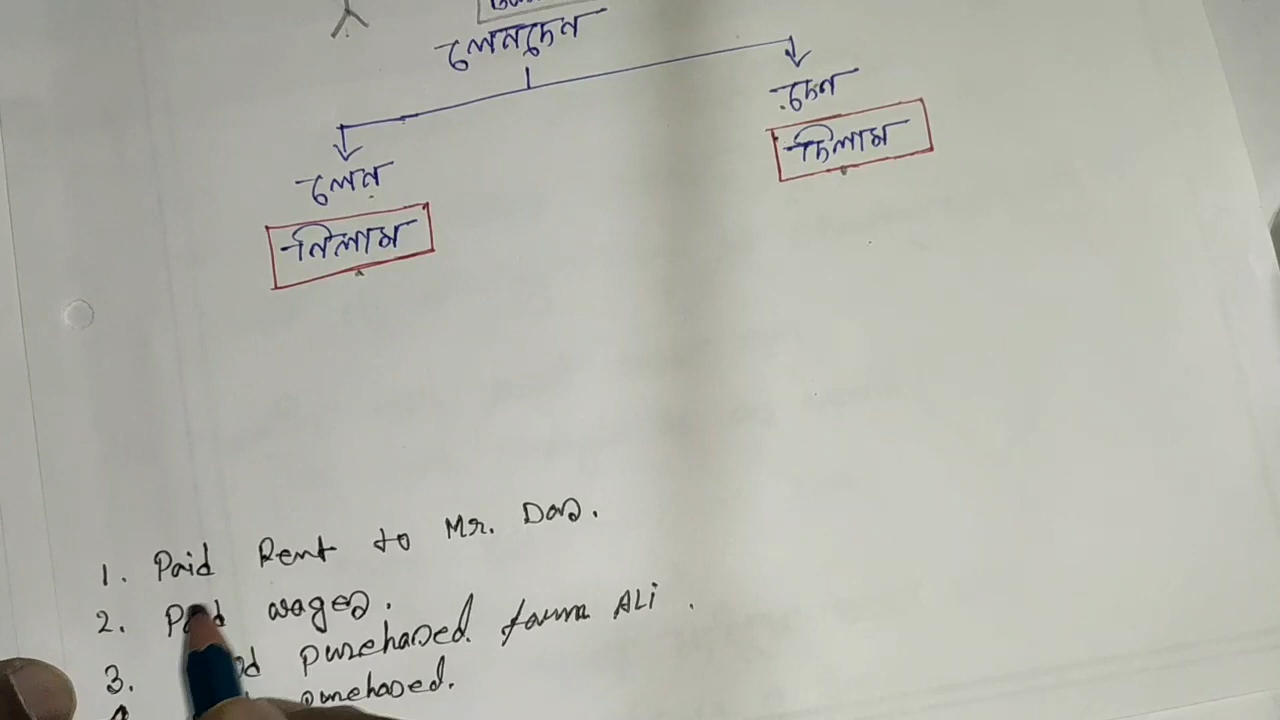 লেনদেন
দেন
দিলাম
লেন
নিলাম
1. Paid Rent to Mr. Das.
2. Paid wages.
3. purchased from ALi.
purchased.